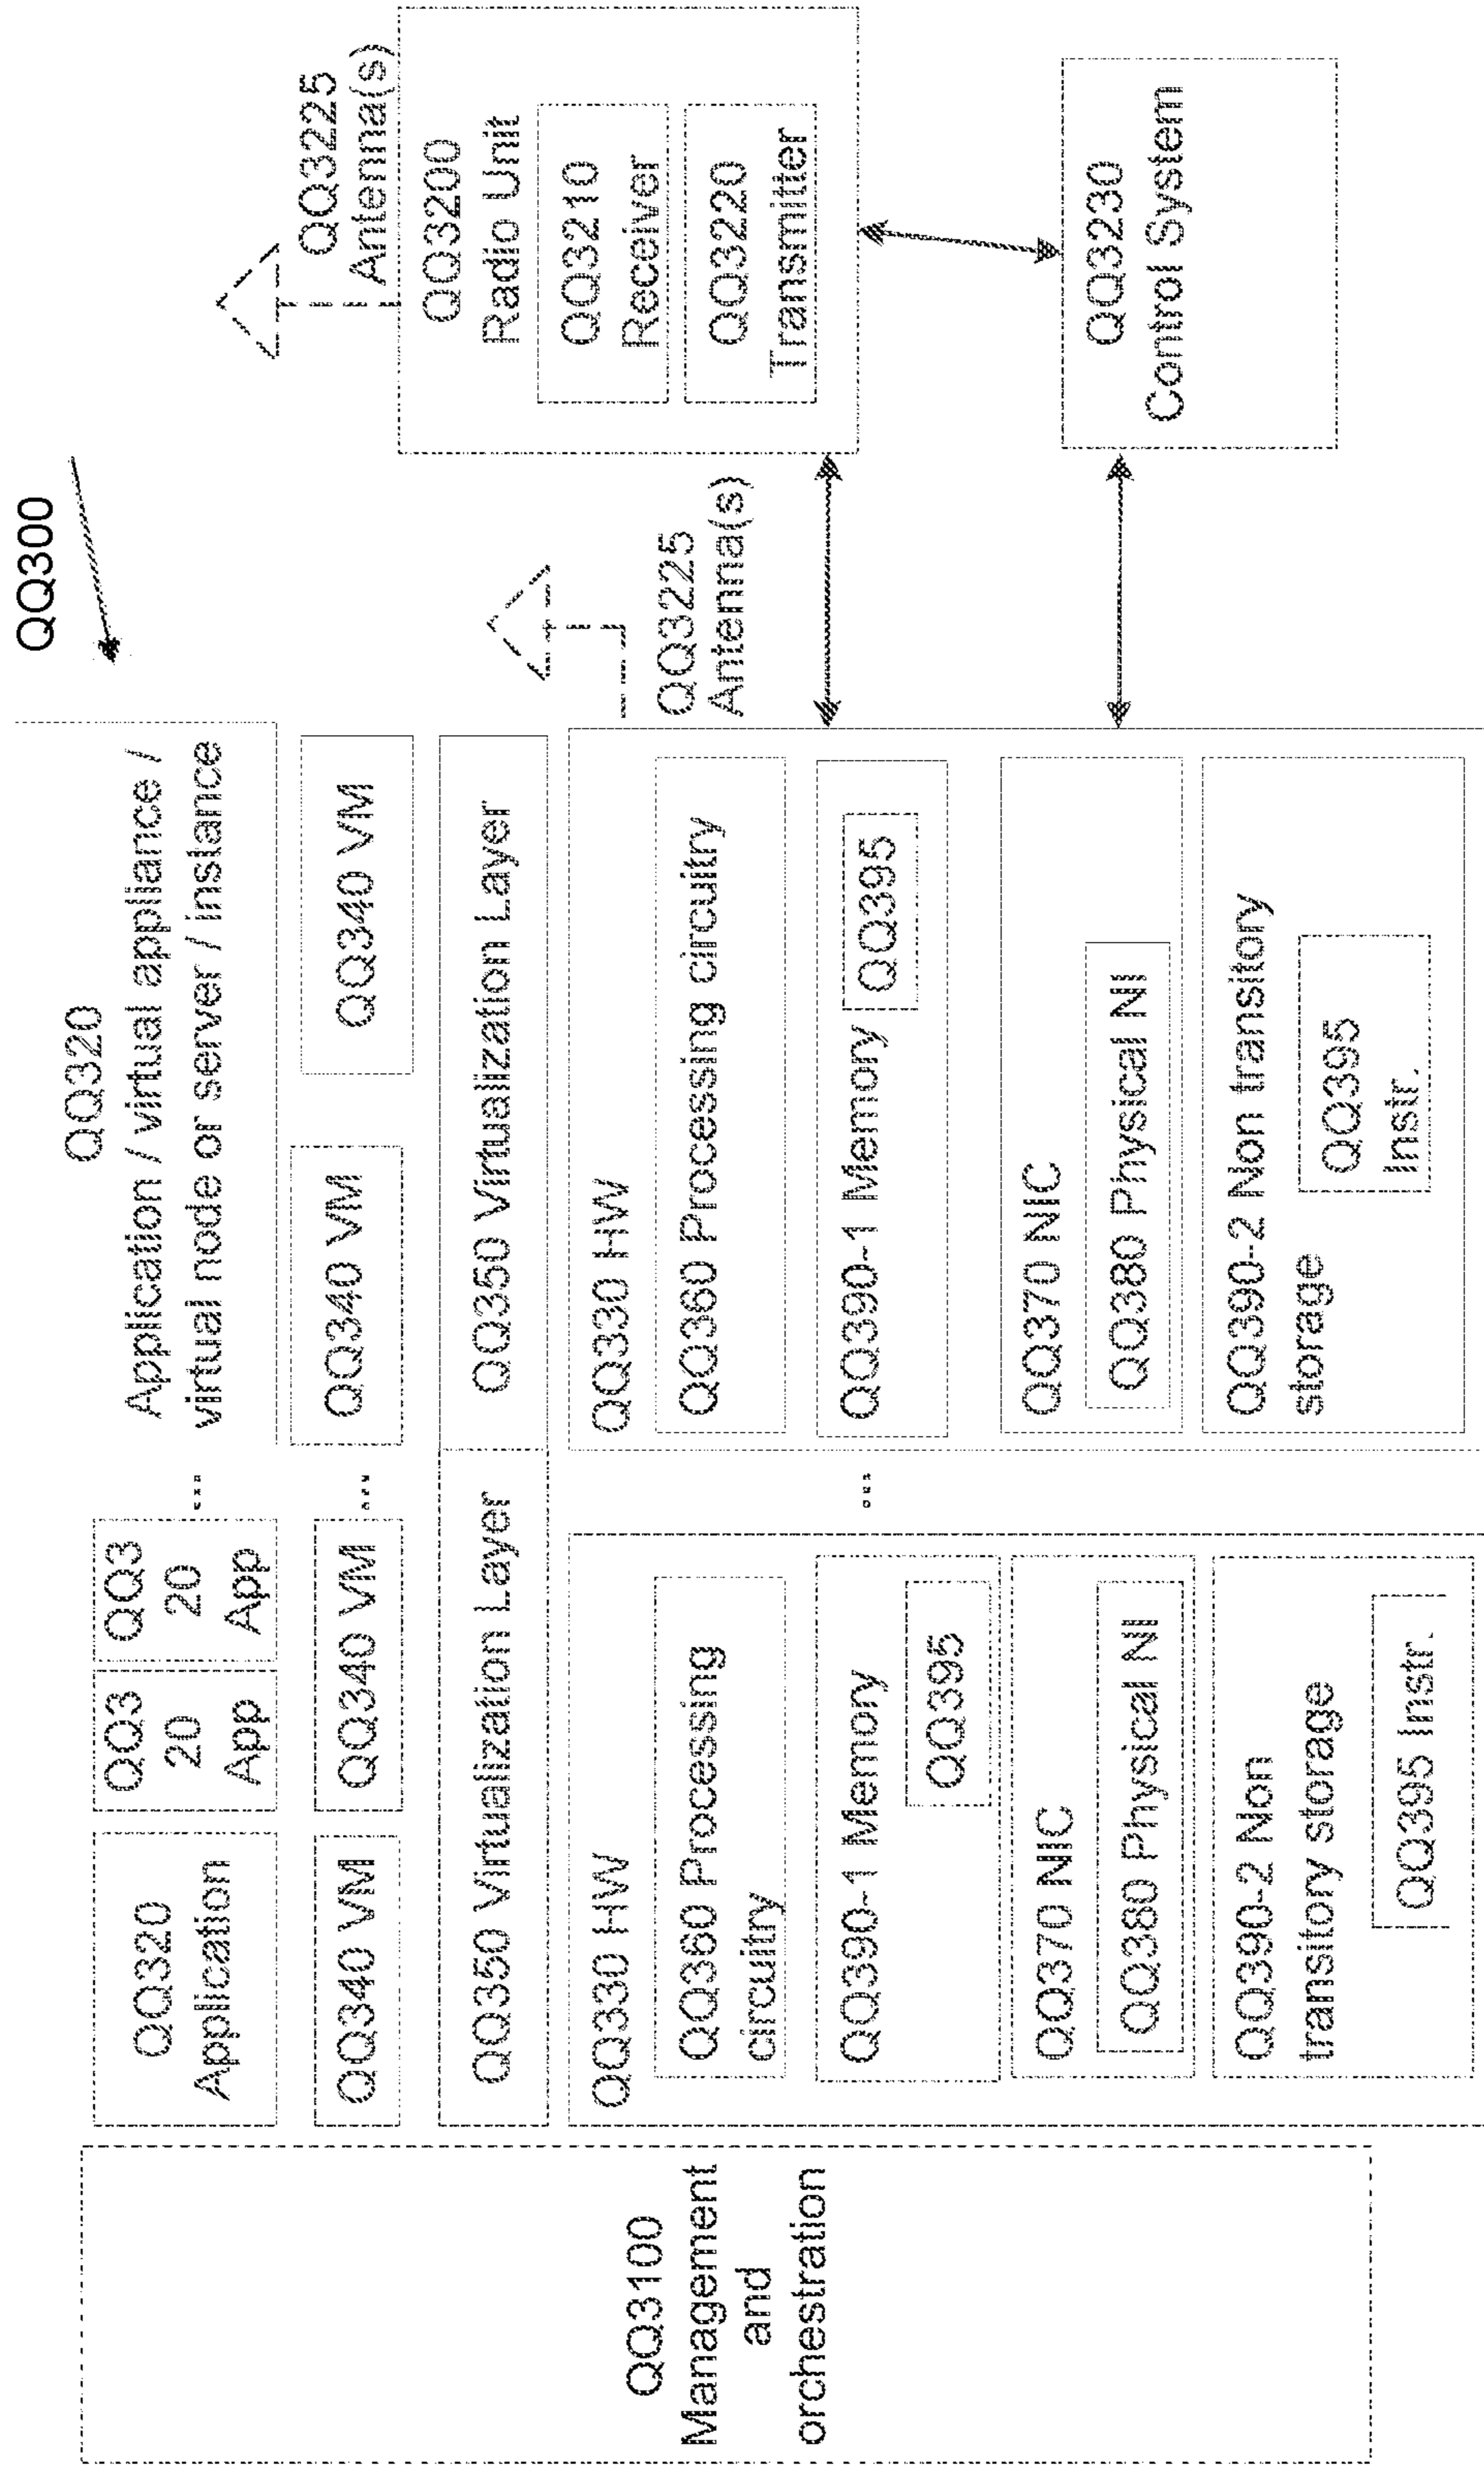 QQ300
QQ3100
Management
and
orchestration
QQ320
Application
QQ3
20
App
QQ3
20
App
...
QQ320
Application / virtual appliance /
virtual node or server / instance
QQ340 VM
QQ340 VM
...
QQ340 VM
QQ340 VM
QQ350 Virtualization Layer
QQ350 Virtualization Layer
QQ330 HW
QQ360 Processing
circuitry
QQ390-1 Memory
QQ395
QQ370 NIC
QQ380 Physical NI
QQ390-2 Non
transitory storage
QQ395 Instr.
...
QQ330 HW
QQ360 Processing circuitry
QQ390-1 Memory
QQ395
QQ370 NIC
QQ380 Physical NI
QQ390-2 Non transitory
storage
QQ395
Instr.
QQ3225
Antenna(s)
QQ3225
Antenna(s)
QQ3200
Radio Unit
QQ3210
Receiver
QQ3220
Transmitter
QQ3230
Control System